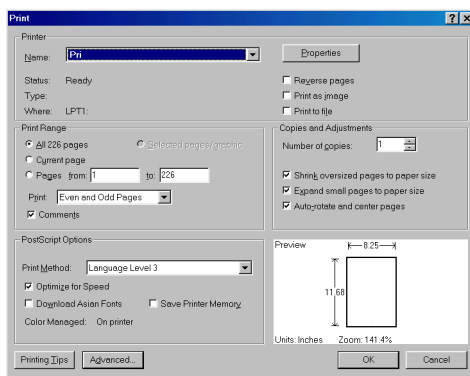 Print
Printer
Name: Pri
Properties
Status: Ready
Type:
Where: LPT1:
Reverse pages
Print as image
Print to file
Print Range
All 226 pages
Selected pages/graphic
Current page
Pages from: 1 to: 226
Print: Even and Odd Pages
Comments
Copies and Adjustments
Number of copies: 1
Shrink oversized pages to paper size
Expand small pages to paper size
Auto-rotate and center pages
PostScript Options
Print Method: Language Level 3
Optimize for Speed
Download Asian Fonts
Save Printer Memory
Color Managed: On printer
Preview
8.25
11.68
Units: Inches Zoom: 141.4%
Printing Tips
Advanced...
OK
Cancel